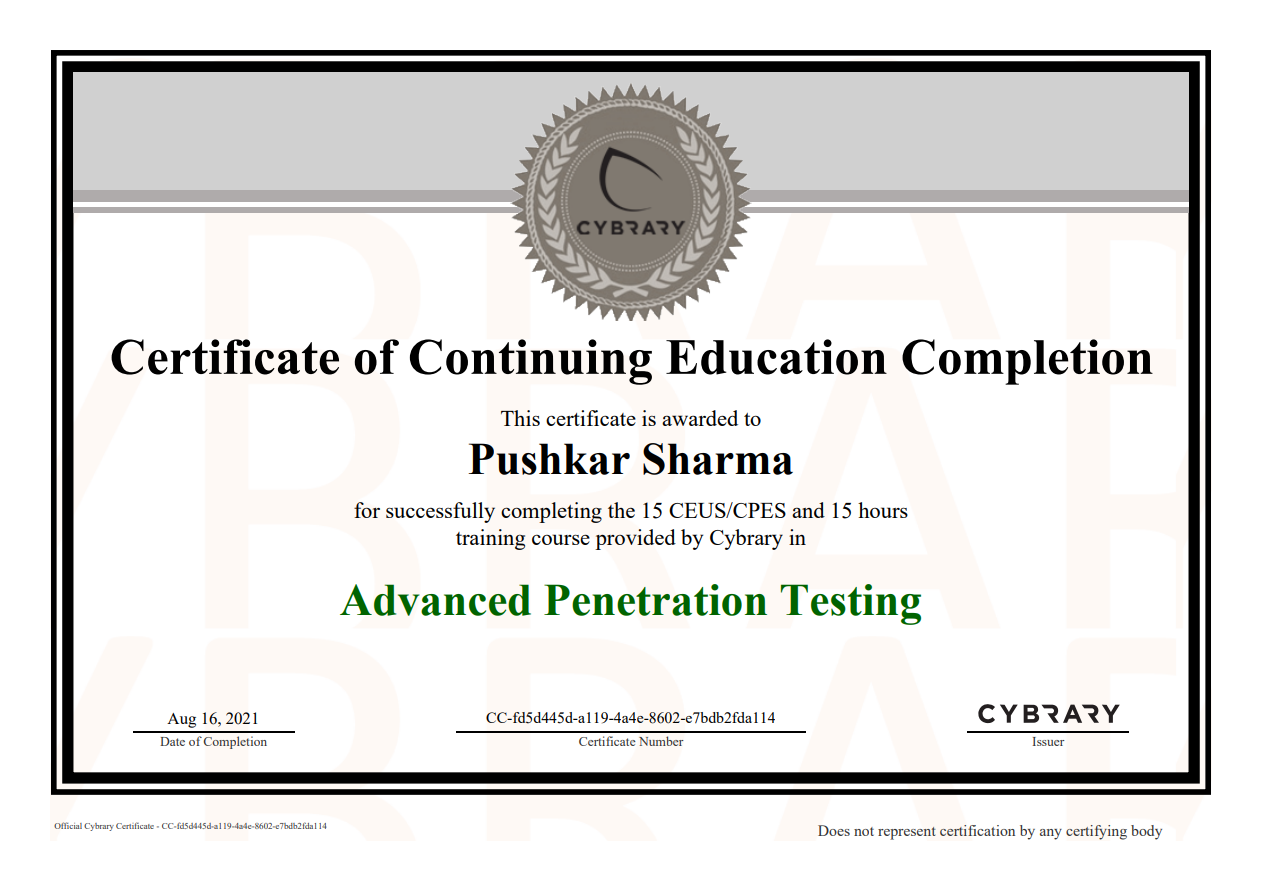 CYBRARY
Certificate of Continuing Education Completion
This certificate is awarded to
Pushkar Sharma
for successfully completing the 15 CEUS/CPES and 15 hours
training course provided by Cybrary in
Advanced Penetration Testing
Aug 16, 2021
Date of Completion
CC-fd5d445d-a119-4a4e-8602-e7bdb2fda114
Certificate Number
CYBRARY
Issuer
Official Cybrary Certificate - CC-fd5d445d-a119-4a4e-8602-e7bdb2fda114
Does not represent certification by any certifying body